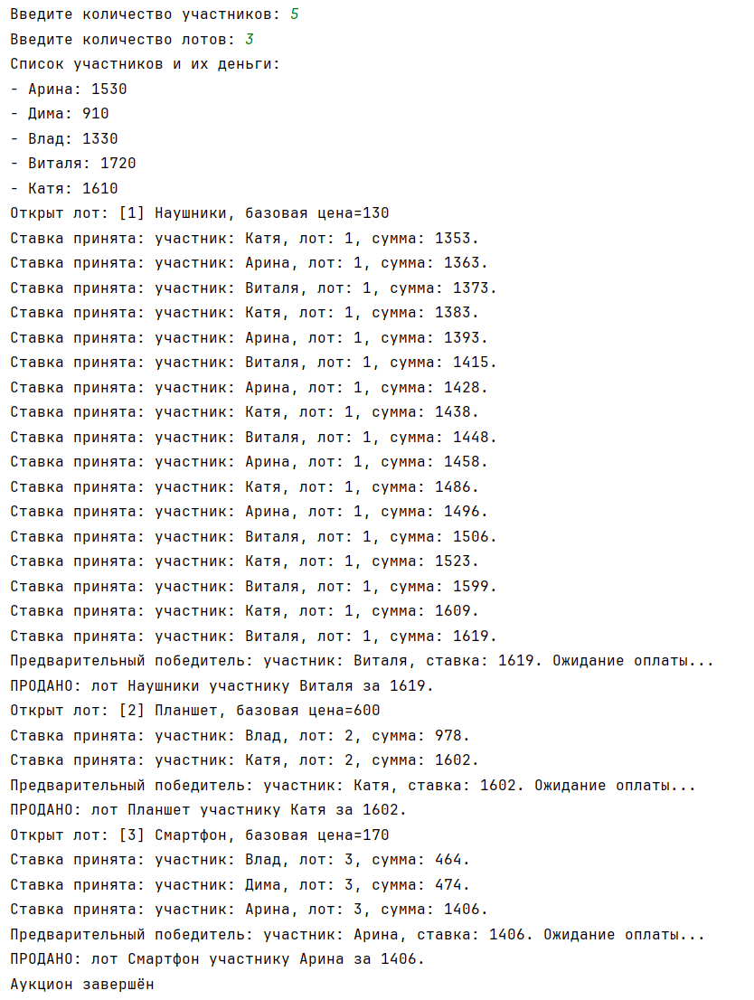 Введите количество участников: 5
Введите количество лотов: 3
Список участников и их деньги:
- Арина: 1530
- Дима: 910
- Влад: 1330
- Виталя: 1720
- Катя: 1610
Открыт лот: [1] Наушники, базовая цена=130
Ставка принята: участник: Катя, лот: 1, сумма: 1353.
Ставка принята: участник: Арина, лот: 1, сумма: 1363.
Ставка принята: участник: Виталя, лот: 1, сумма: 1373.
Ставка принята: участник: Катя, лот: 1, сумма: 1383.
Ставка принята: участник: Арина, лот: 1, сумма: 1393.
Ставка принята: участник: Виталя, лот: 1, сумма: 1415.
Ставка принята: участник: Арина, лот: 1, сумма: 1428.
Ставка принята: участник: Катя, лот: 1, сумма: 1438.
Ставка принята: участник: Виталя, лот: 1, сумма: 1448.
Ставка принята: участник: Арина, лот: 1, сумма: 1458.
Ставка принята: участник: Катя, лот: 1, сумма: 1486.
Ставка принята: участник: Арина, лот: 1, сумма: 1496.
Ставка принята: участник: Виталя, лот: 1, сумма: 1506.
Ставка принята: участник: Катя, лот: 1, сумма: 1523.
Ставка принята: участник: Виталя, лот: 1, сумма: 1599.
Ставка принята: участник: Катя, лот: 1, сумма: 1609.
Ставка принята: участник: Виталя, лот: 1, сумма: 1619.
Предварительный победитель: участник: Виталя, ставка: 1619. Ожидание оплаты...
ПРОДАНО: лот Наушники участнику Виталя за 1619.
Открыт лот: [2] Планшет, базовая цена=600
Ставка принята: участник: Влад, лот: 2, сумма: 978.
Ставка принята: участник: Катя, лот: 2, сумма: 1602.
Предварительный победитель: участник: Катя, ставка: 1602. Ожидание оплаты...
ПРОДАНО: лот Планшет участнику Катя за 1602.
Открыт лот: [3] Смартфон, базовая цена=170
Ставка принята: участник: Влад, лот: 3, сумма: 464.
Ставка принята: участник: Дима, лот: 3, сумма: 474.
Ставка принята: участник: Арина, лот: 3, сумма: 1406.
Предварительный победитель: участник: Арина, ставка: 1406. Ожидание оплаты...
ПРОДАНО: лот Смартфон участнику Арина за 1406.
Аукцион завершён